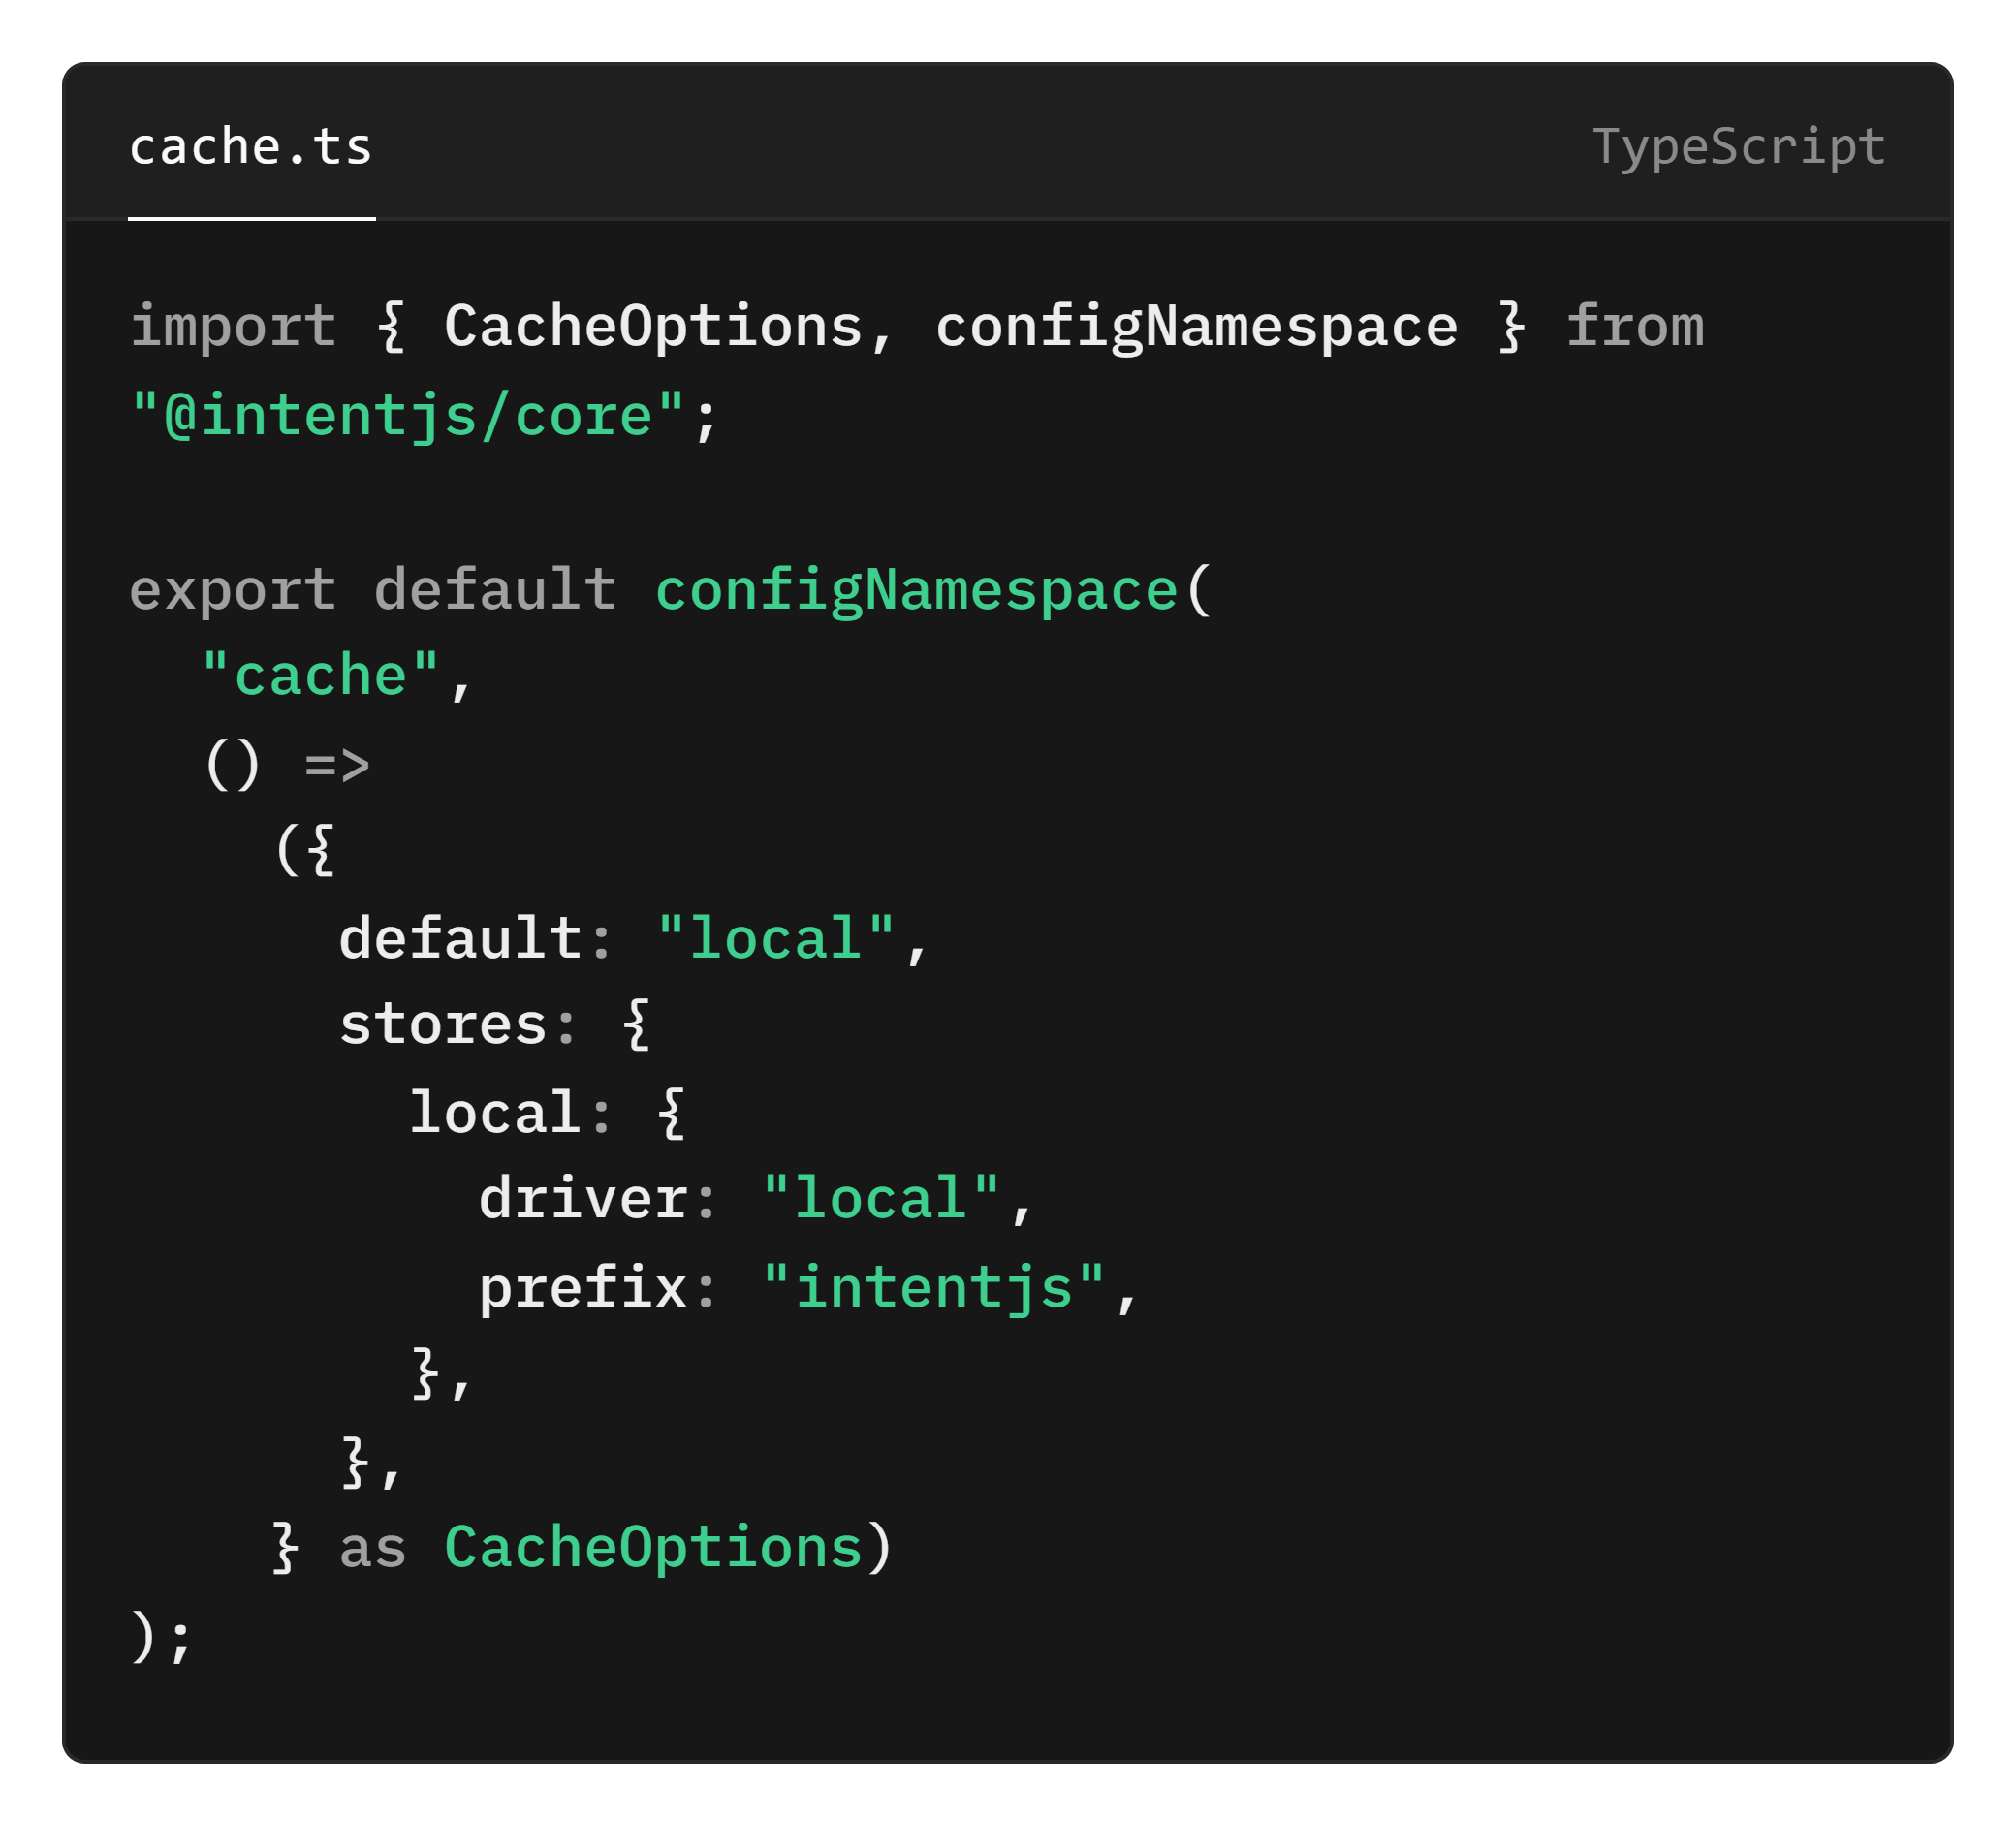 cache.ts
TypeScript
import { CacheOptions, configNamespace } from
"@intentjs/core";

export default configNamespace(
  "cache",
  () =>
    ({
      default: "local",
      stores: {
        local: {
          driver: "local",
          prefix: "intentjs",
        },
      },
    } as CacheOptions)
);